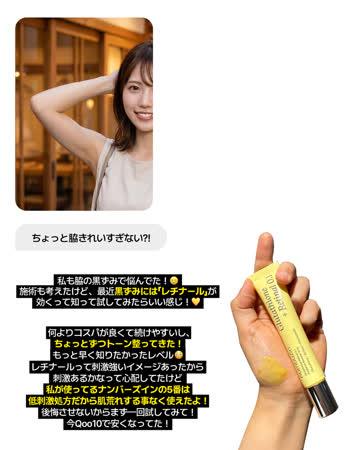 ちょっと脇きれいすぎない?!
私も脇の黒ずみで悩んでた！🥲
施術も考えたけど、最近黒ずみには「レチナール」が
効くって知って試してみたらいい感じ！💛
何よりコスパが良くて続けやすいし、
ちょっとずつトーン整ってきた！
もっと早く知りたかったレベル🥹
レチナールって刺激強いイメージあったから
刺激あるかなって心配してたけど
私が使ってるナンバーズインの5番は
低刺激処方だから肌荒れする事なく使えたよ！
後悔させないからまず一回試してみて！
今Qoo10で安くなってた！
Glutathione
+ Retinal 0.1